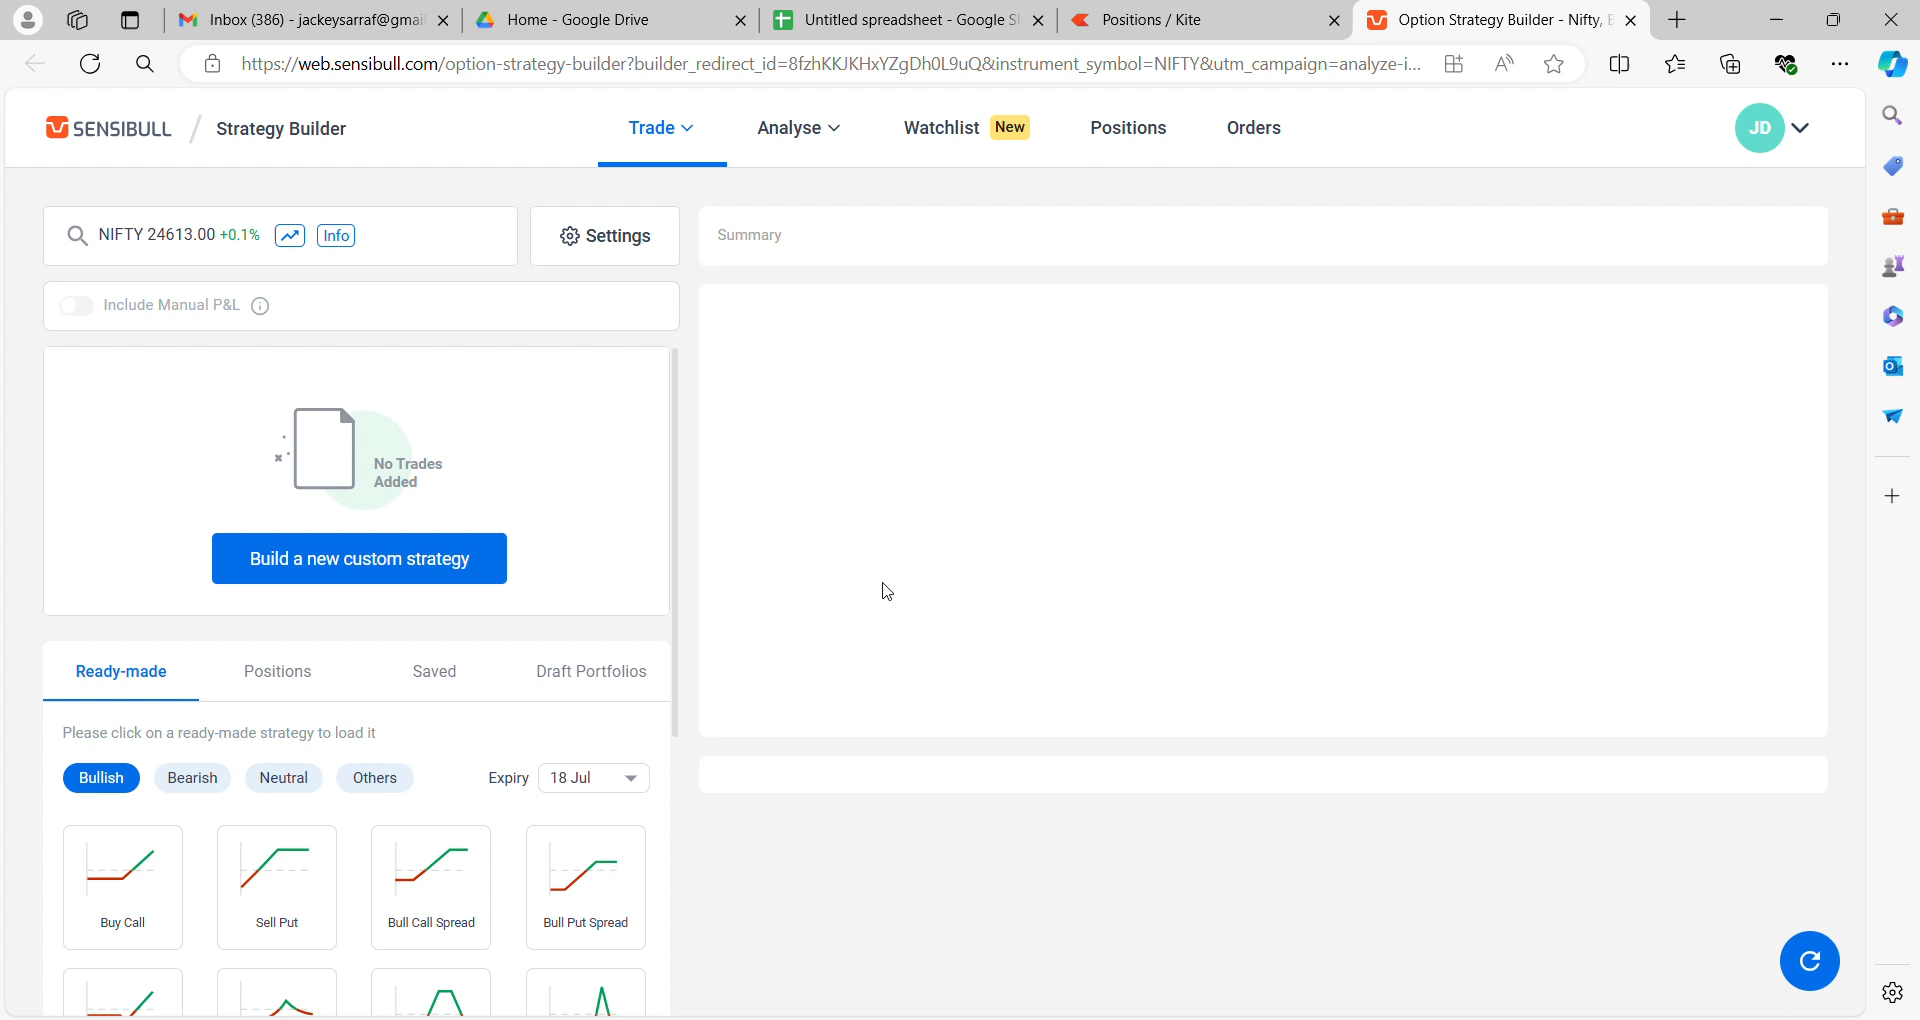 Inbox (386) - jackeysarraf@gmail
Home - Google Drive
Untitled spreadsheet - Google S
Positions / Kite
Option Strategy Builder - Nifty, B
https://web.sensibull.com/option-strategy-builder?builder_redirect_id=8fzhKKJKHxYZgDh0L9uQ&instrument_symbol=NIFTY&utm_campaign=analyze-i...
SENSIBULL / Strategy Builder
Trade
Analyse
Watchlist New
Positions
Orders
JD
NIFTY 24613.00 +0.1% Info
Settings
Summary
Include Manual P&L
No Trades
Added
Build a new custom strategy
Ready-made
Positions
Saved
Draft Portfolios
Please click on a ready-made strategy to load it
Bullish
Bearish
Neutral
Others
Expiry 18 Jul
Buy Call
Sell Put
Bull Call Spread
Bull Put Spread